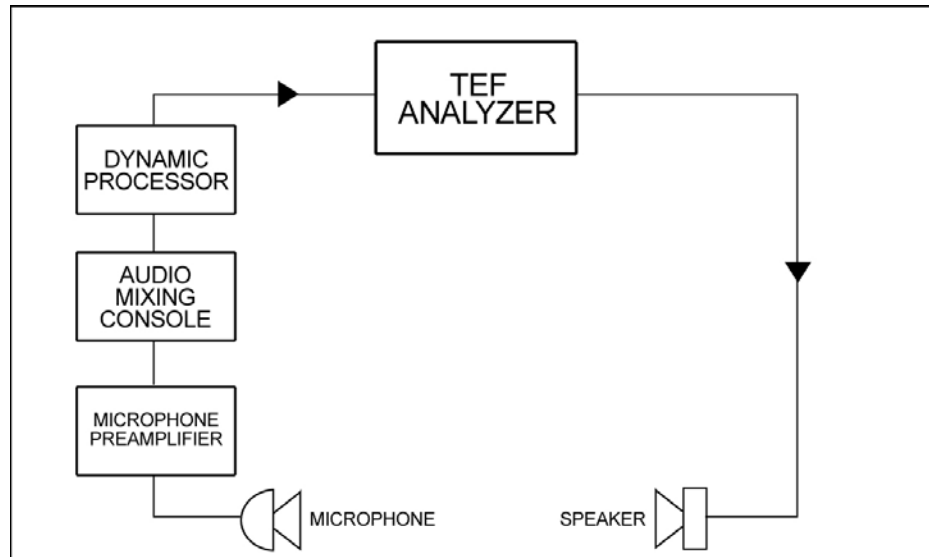 TEF
ANALYZER
DYNAMIC
PROCESSOR
AUDIO
MIXING
CONSOLE
MICROPHONE
PREAMPLIFIER
MICROPHONE
SPEAKER